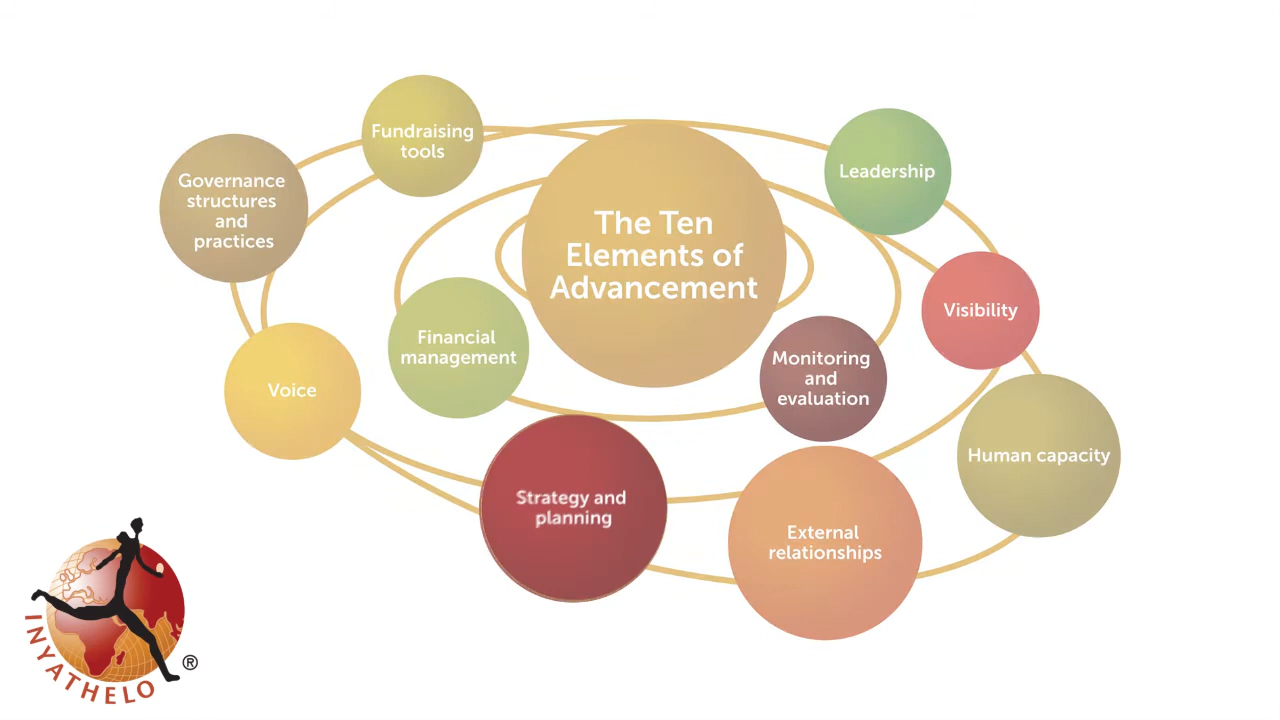 The Ten
Elements of
Advancement
Fundraising
tools
Governance
structures
and
practices
Leadership
Visibility
Financial
management
Monitoring
and
evaluation
Voice
Human capacity
Strategy and
planning
External
relationships
INYATHELO
®